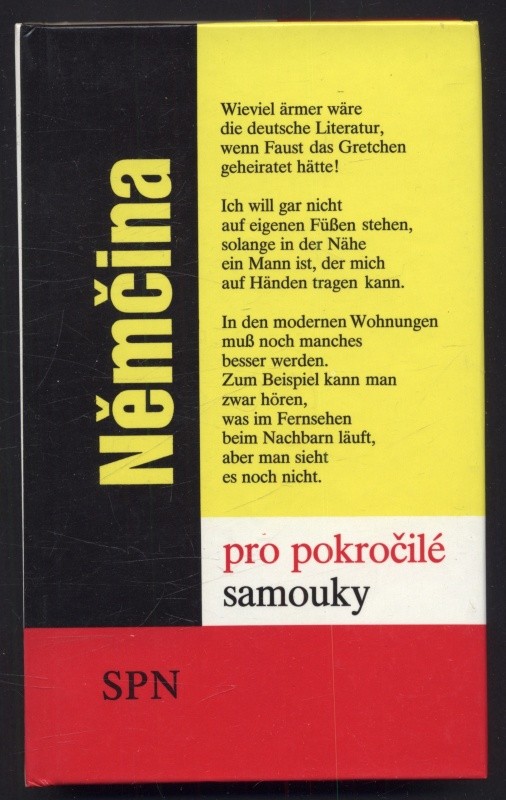 Němčina
Wieviel ärmer wäre
die deutsche Literatur,
wenn Faust das Gretchen
geheiratet hätte!
Ich will gar nicht
auf eigenen Füßen stehen,
solange in der Nähe
ein Mann ist, der mich
auf Händen tragen kann.
In den modernen Wohnungen
muß noch manches
besser werden.
Zum Beispiel kann man
zwar hören,
was im Fernsehen
beim Nachbarn läuft,
aber man sieht
es noch nicht.
pro pokročilé
samouky
SPN